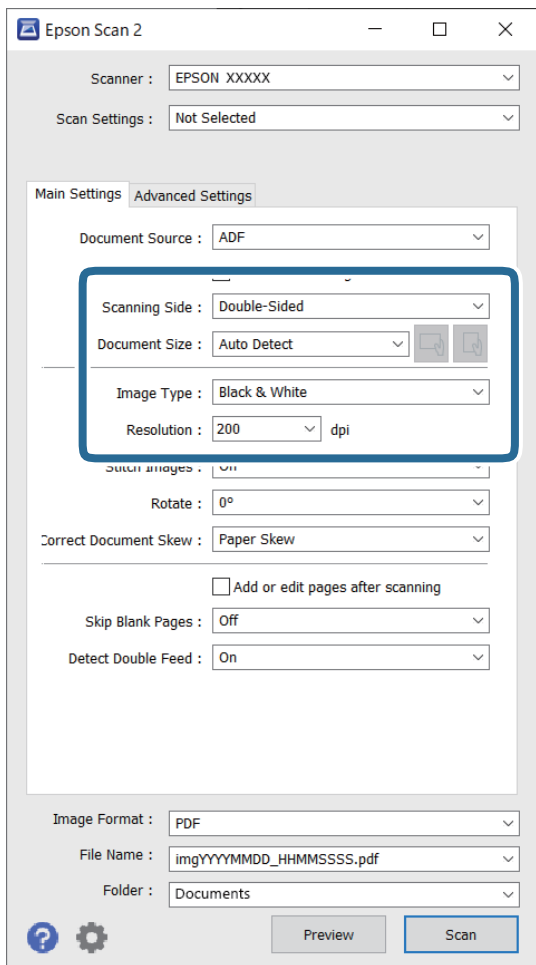 Epson Scan 2
Scanner : EPSON XXXXX
Scan Settings : Not Selected
Main Settings Advanced Settings
Document Source : ADF
Scanning Side : Double-Sided
Document Size : Auto Detect
Image Type : Black & White
Resolution : 200 dpi
Stitch Images : Off
Rotate : 0°
Correct Document Skew : Paper Skew
Add or edit pages after scanning
Skip Blank Pages : Off
Detect Double Feed : On
Image Format : PDF
File Name : imgYYYYMMDD_HHMMSSSS.pdf
Folder : Documents
? Preview Scan